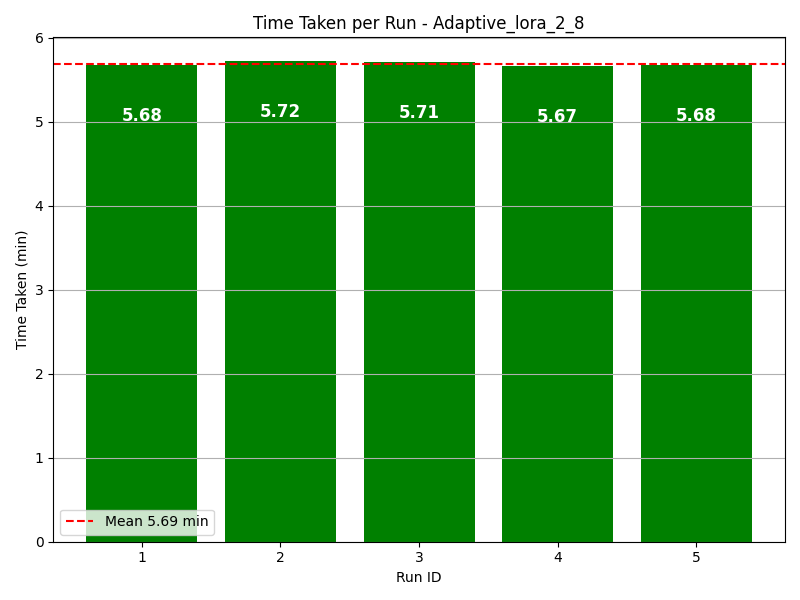 Time Taken per Run - Adaptive_lora_2_8
Time Taken (min)
6
5
4
3
2
1
0
5.68
5.72
5.71
5.67
5.68
Mean 5.69 min
1 2 3 4 5
Run ID